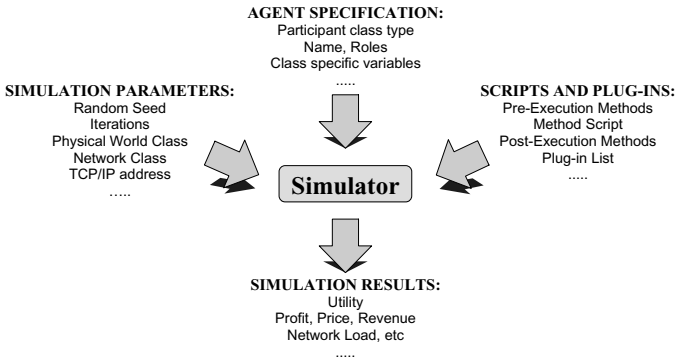 AGENT SPECIFICATION:
Participant class type
Name, Roles
Class specific variables
.....
SIMULATION PARAMETERS:
Random Seed
Iterations
Physical World Class
Network Class
TCP/IP address
.....
SCRIPTS AND PLUG-INS:
Pre-Execution Methods
Method Script
Post-Execution Methods
Plug-in List
.....
Simulator
SIMULATION RESULTS:
Utility
Profit, Price, Revenue
Network Load, etc
.....